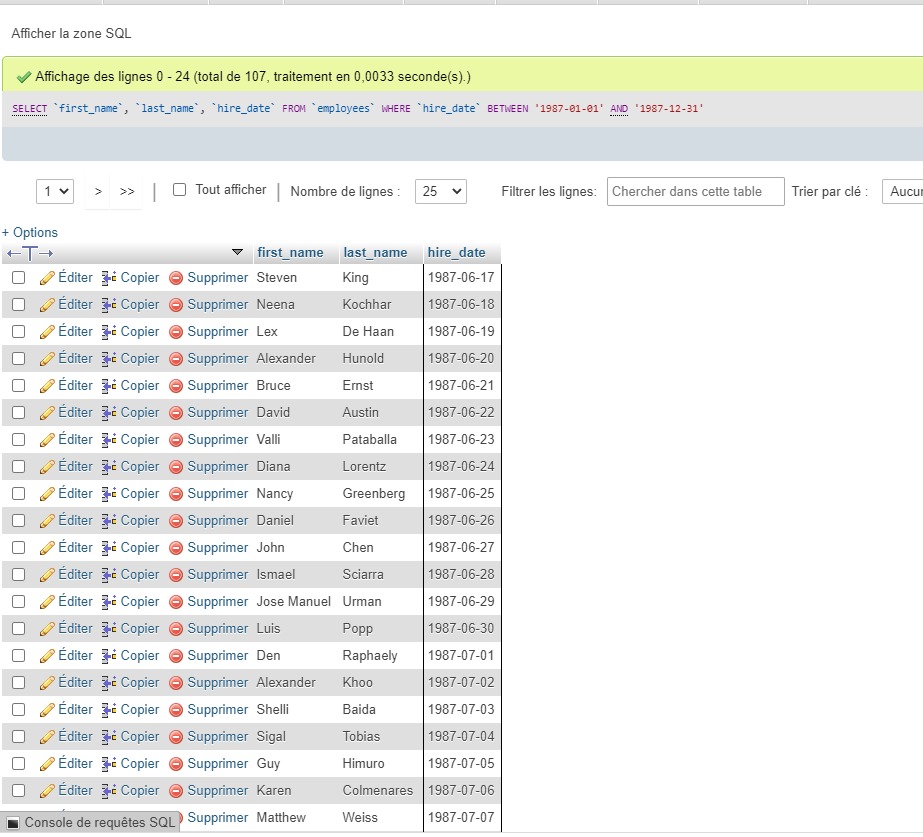 Afficher la zone SQL
Affichage des lignes 0 - 24 (total de 107, traitement en 0,0033 seconde(s).)
SELECT `first_name`, `last_name`, `hire_date` FROM `employees` WHERE `hire_date` BETWEEN '1987-01-01' AND '1987-12-31'
1 > >> | Tout afficher | Nombre de lignes : 25 Filtrer les lignes: Chercher dans cette table Trier par clé : Aucun
+ Options
first_name last_name hire_date
Éditer Copier Supprimer Steven King 1987-06-17
Éditer Copier Supprimer Neena Kochhar 1987-06-18
Éditer Copier Supprimer Lex De Haan 1987-06-19
Éditer Copier Supprimer Alexander Hunold 1987-06-20
Éditer Copier Supprimer Bruce Ernst 1987-06-21
Éditer Copier Supprimer David Austin 1987-06-22
Éditer Copier Supprimer Valli Pataballa 1987-06-23
Éditer Copier Supprimer Diana Lorentz 1987-06-24
Éditer Copier Supprimer Nancy Greenberg 1987-06-25
Éditer Copier Supprimer Daniel Faviet 1987-06-26
Éditer Copier Supprimer John Chen 1987-06-27
Éditer Copier Supprimer Ismael Sciarra 1987-06-28
Éditer Copier Supprimer Jose Manuel Urman 1987-06-29
Éditer Copier Supprimer Luis Popp 1987-06-30
Éditer Copier Supprimer Den Raphaely 1987-07-01
Éditer Copier Supprimer Alexander Khoo 1987-07-02
Éditer Copier Supprimer Shelli Baida 1987-07-03
Éditer Copier Supprimer Sigal Tobias 1987-07-04
Éditer Copier Supprimer Guy Himuro 1987-07-05
Éditer Copier Supprimer Karen Colmenares 1987-07-06
Console de requêtes SQL Supprimer Matthew Weiss 1987-07-07